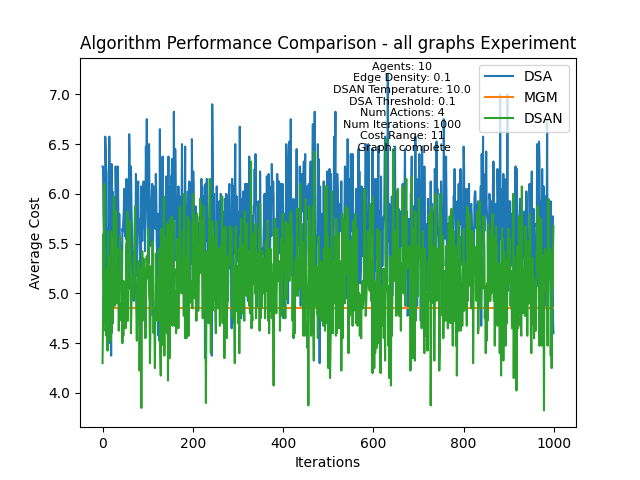 Algorithm Performance Comparison - all graphs Experiment
Agents: 10
Edge Density: 0.1
DSAN Temperature: 10.0
DSA Threshold: 0.1
Num Actions: 4
Num Iterations: 1000
Cost Range: 11
Graph: complete
DSA
MGM
DSAN
Average Cost
7.0
6.5
6.0
5.5
5.0
4.5
4.0
0 200 400 600 800 1000
Iterations